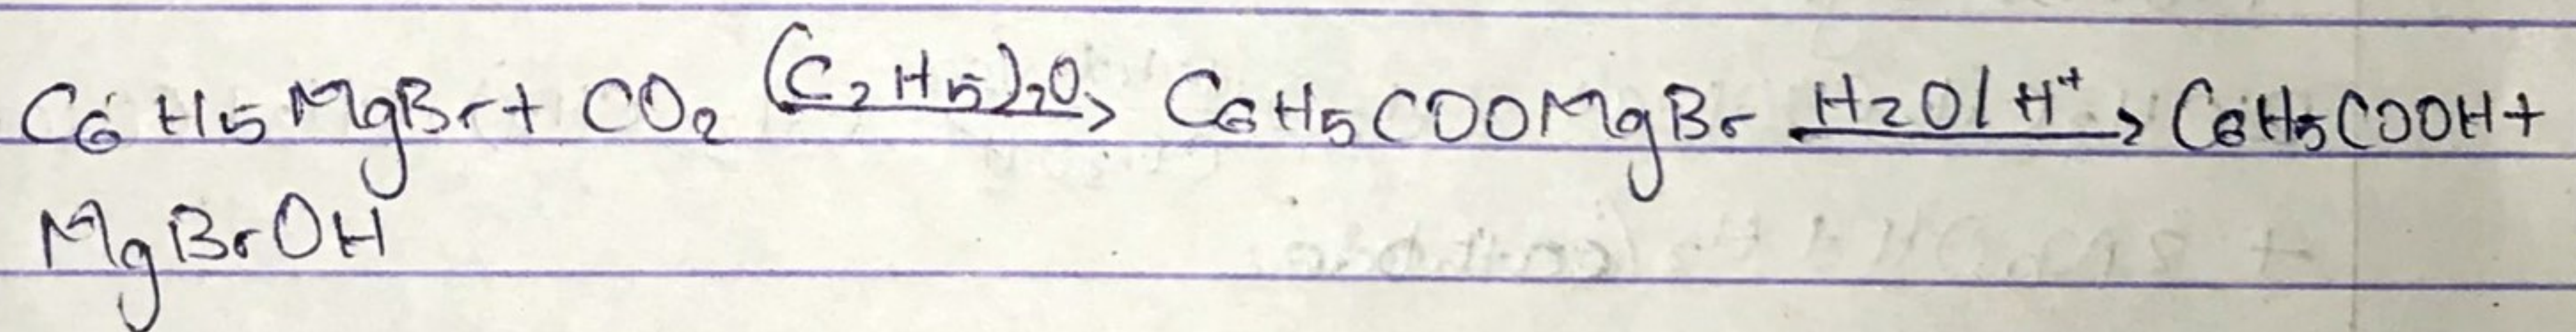 C6H5MgBr + CO2 (C2H5)2O → C6H5COOMgBr H2O/H+ → C6H5COOH +
MgBrOH